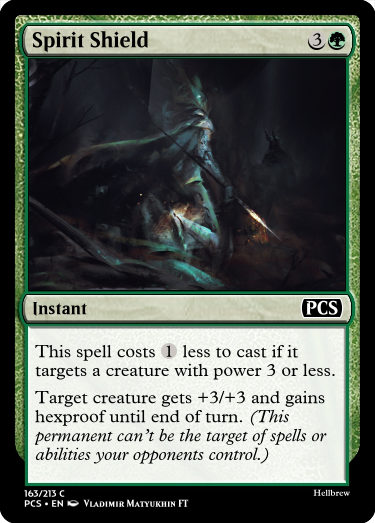 Spirit Shield 3
Instant PCS
This spell costs 1 less to cast if it
targets a creature with power 3 or less.
Target creature gets +3/+3 and gains
hexproof until end of turn. (This
permanent can't be the target of spells or
abilities your opponents control.)
163/213 C Hellbrew
PCS • EN Vladimir Matyukhin FT